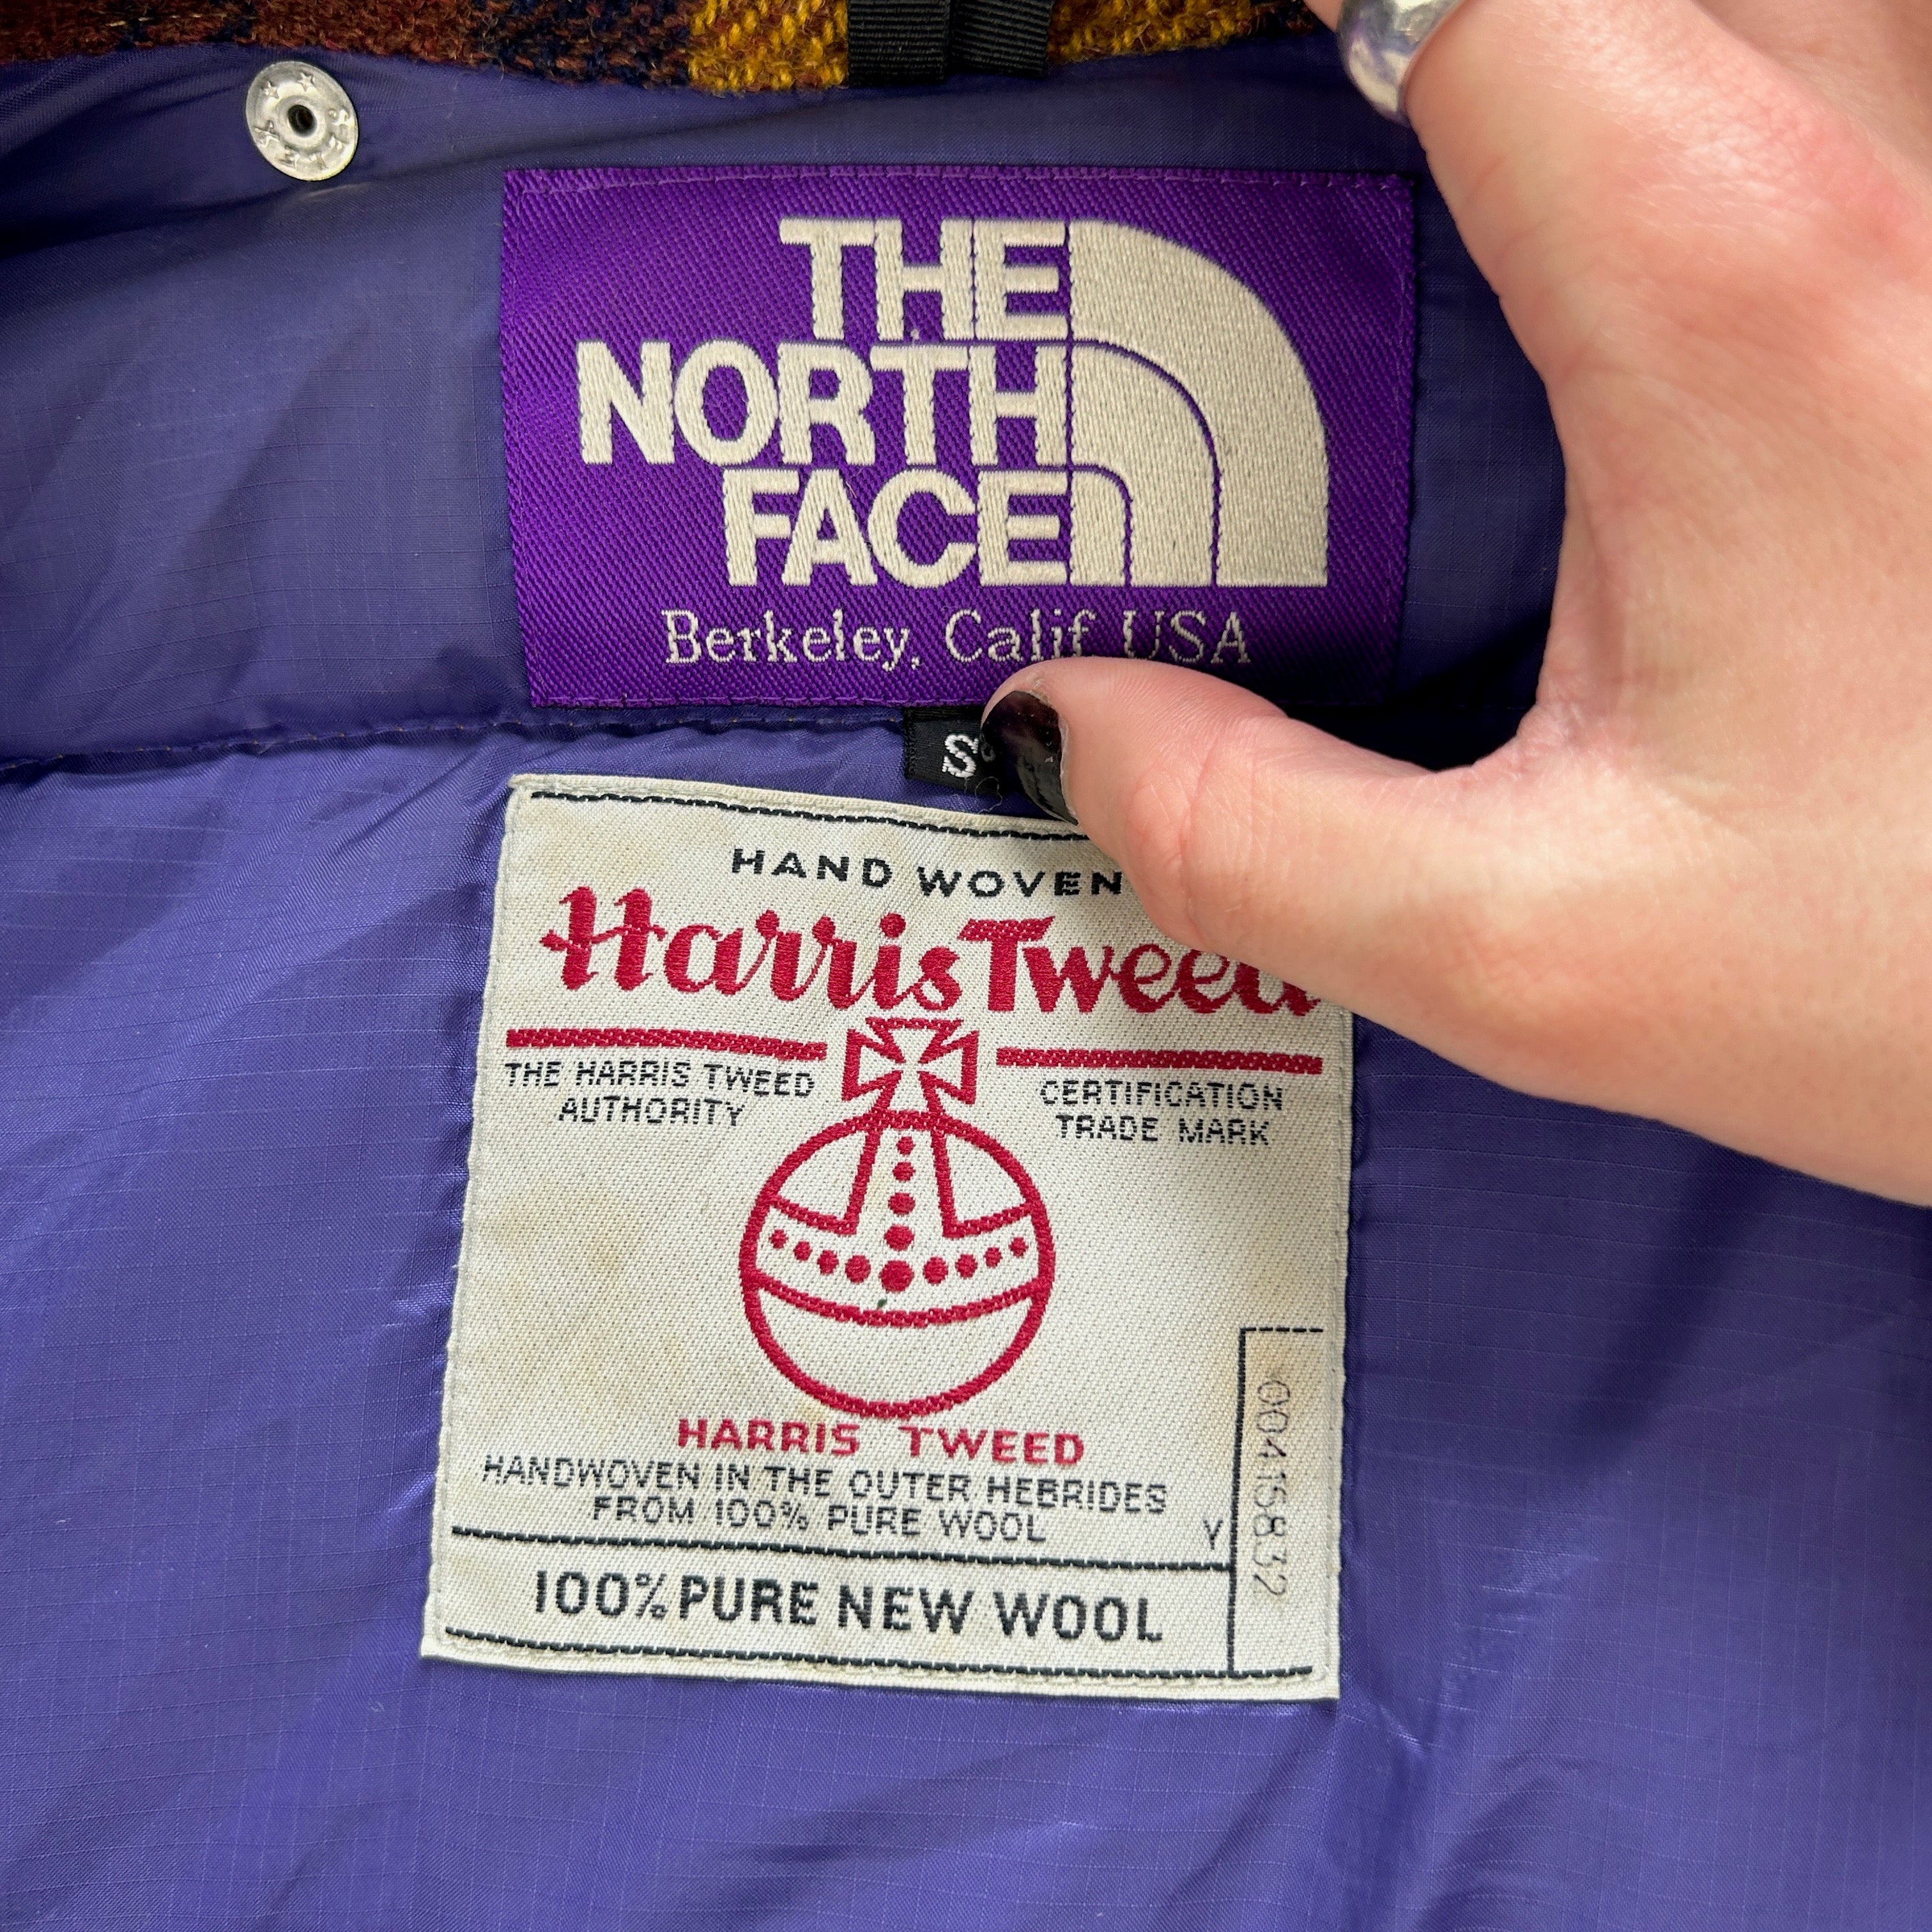 THE
NORTH
FACE
Berkeley, Calif USA
HAND WOVEN
Harris Tweed
THE HARRIS TWEED
AUTHORITY
CERTIFICATION
TRADE MARK
HARRIS TWEED
HANDWOVEN IN THE OUTER HEBRIDES
FROM 100% PURE WOOL
Y
100% PURE NEW WOOL
00415832